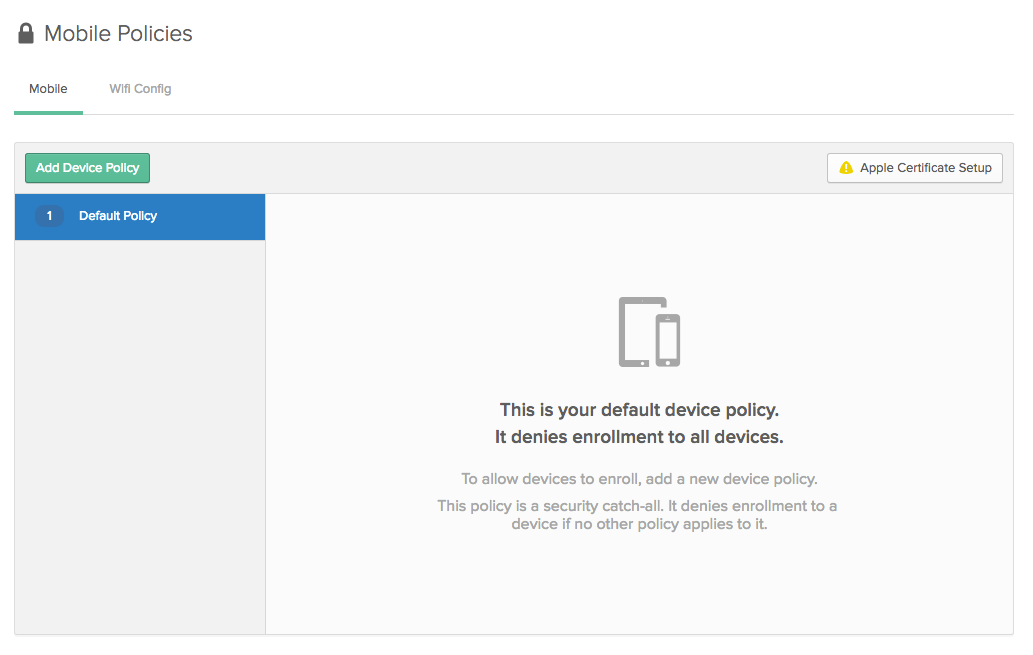 Mobile Policies
Mobile
Wifi Config
Add Device Policy
Apple Certificate Setup
1
Default Policy
This is your default device policy.
It denies enrollment to all devices.
To allow devices to enroll, add a new device policy.
This policy is a security catch-all. It denies enrollment to a
device if no other policy applies to it.